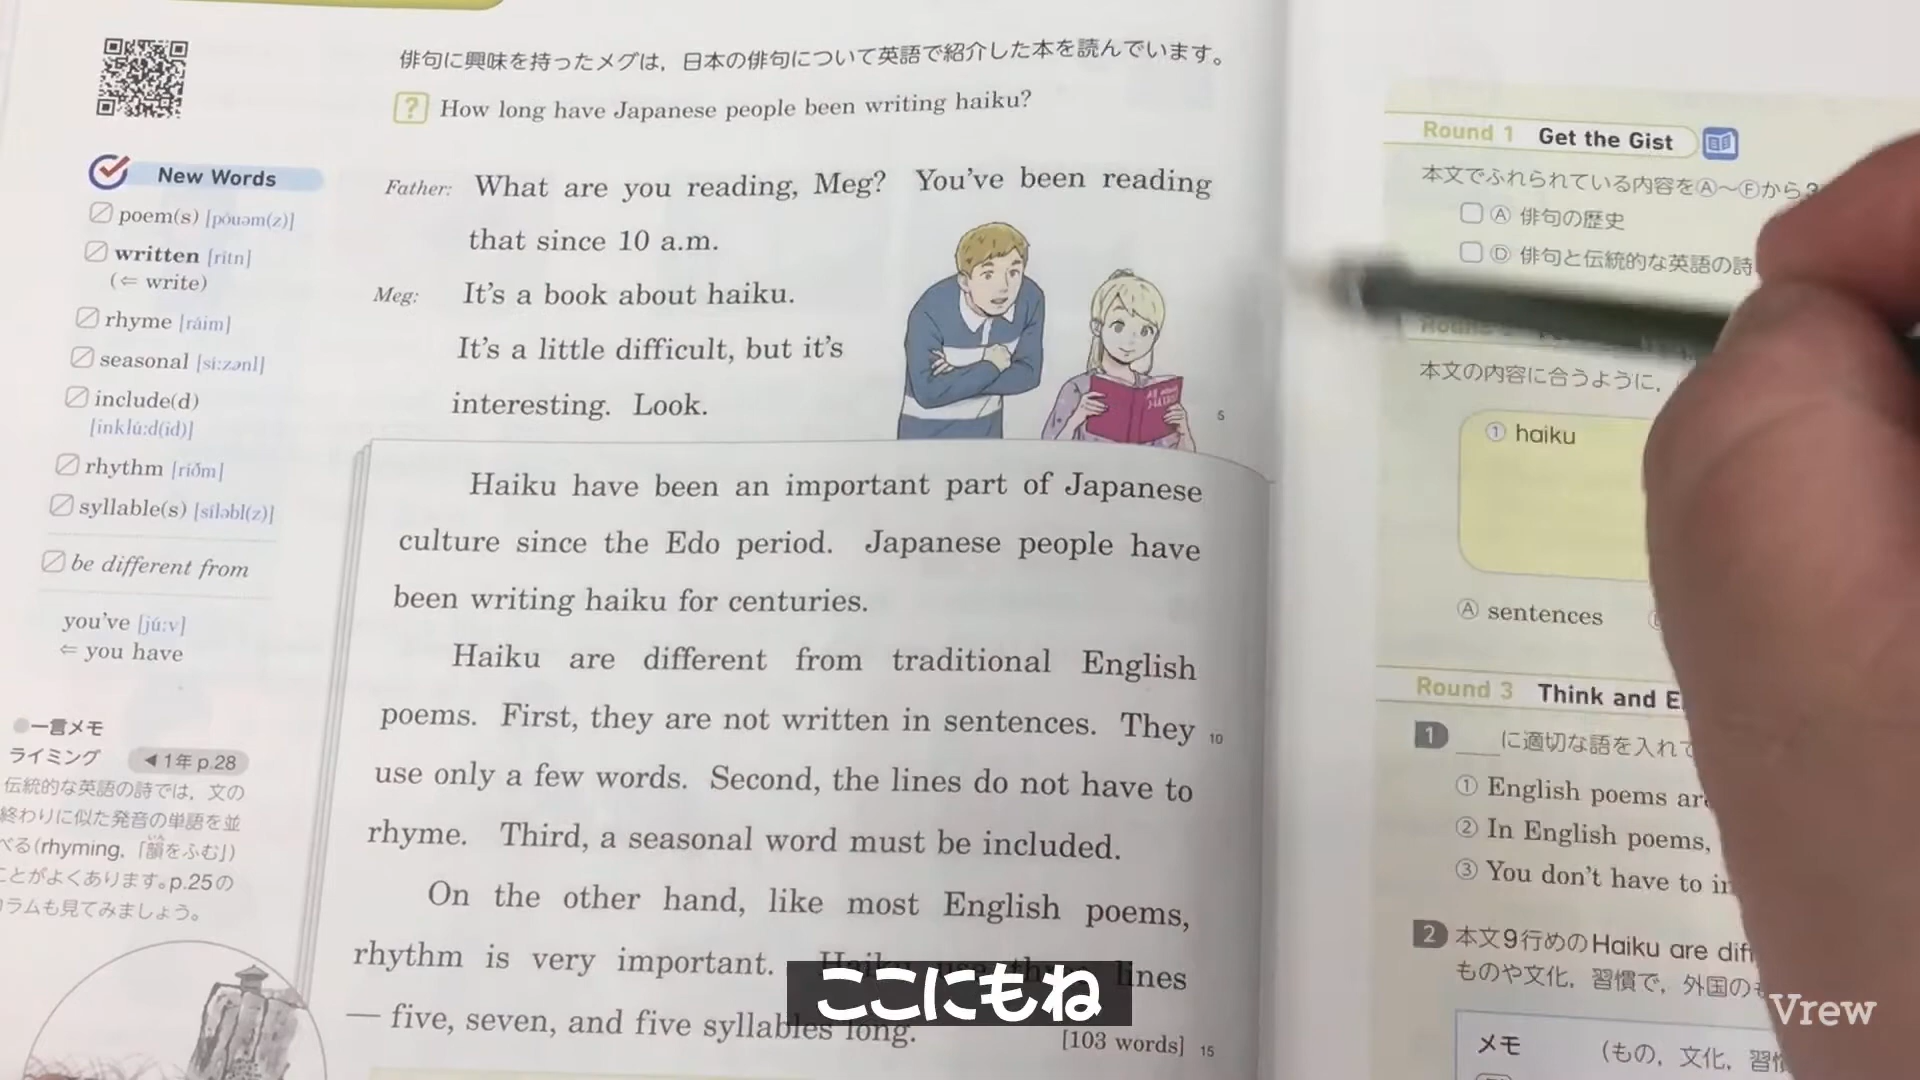 俳句に興味を持ったメグは，日本の俳句について英語で紹介した本を読んでいます。
? How long have Japanese people been writing haiku?
Father: What are you reading, Meg? You've been reading
that since 10 a.m.
Meg: It's a book about haiku.
It's a little difficult, but it's
interesting. Look.
5
Haiku have been an important part of Japanese
culture since the Edo period. Japanese people have
been writing haiku for centuries.
Haiku are different from traditional English
poems. First, they are not written in sentences. They
10
use only a few words. Second, the lines do not have to
rhyme. Third, a seasonal word must be included.
On the other hand, like most English poems,
rhythm is very important. Haiku use three lines
— five, seven, and five syllables long.
[103 words] 15
New Words
poem(s) [póuəm(z)]
written [rítn]
(⇐ write)
rhyme [ráim]
seasonal [síːzənl]
include(d)
[inklúːd(id)]
rhythm [ríðm]
syllable(s) [síləbl(z)]
be different from
you've [júːv]
⇐ you have
一言メモ
ライミング ◀1年 p.28
伝統的な英語の詩では，文の
終わりに似た発音の単語を並
べる(rhyming,「韻をふむ」)
ことがよくあります。p.25の
ラムも見てみましょう。
Round 1 Get the Gist
本文でふれられている内容をⒶ〜Ⓕから
Ⓐ 俳句の歴史
Ⓓ 俳句と伝統的な英語の詩
本文の内容に合うように，
① haiku
Ⓐ sentences
Round 3 Think and E
1 ____に適切な語を入れて
① English poems are
② In English poems,
③ You don't have to in
2 本文9行めのHaiku are diff
ものや文化，習慣で，外国の
メモ (もの，文化，習慣
ここにもね
Vrew